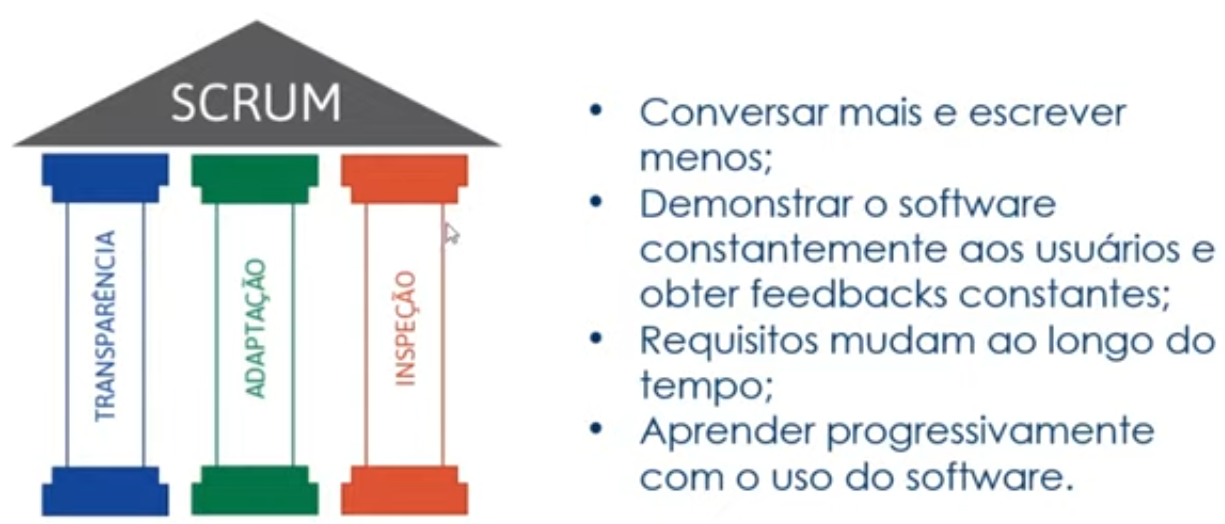 SCRUM
TRANSPARÊNCIA
ADAPTAÇÃO
INSPEÇÃO
• Conversar mais e escrever
menos;
• Demonstrar o software
constantemente aos usuários e
obter feedbacks constantes;
• Requisitos mudam ao longo do
tempo;
• Aprender progressivamente
com o uso do software.